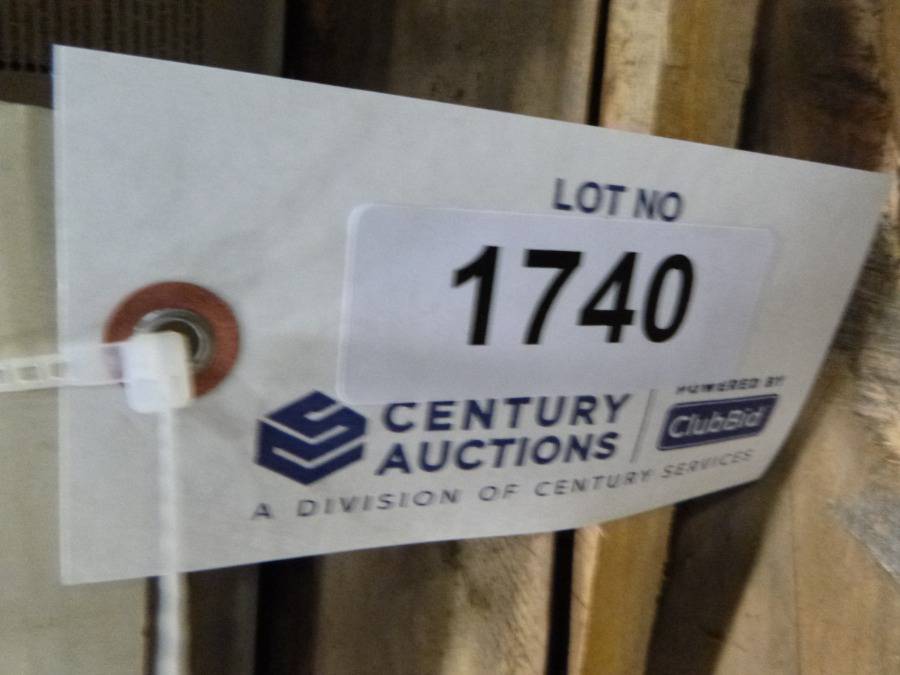 LOT NO
1740
CENTURY
AUCTIONS
POWERED BY
ClubBid
A DIVISION OF CENTURY SERVICES